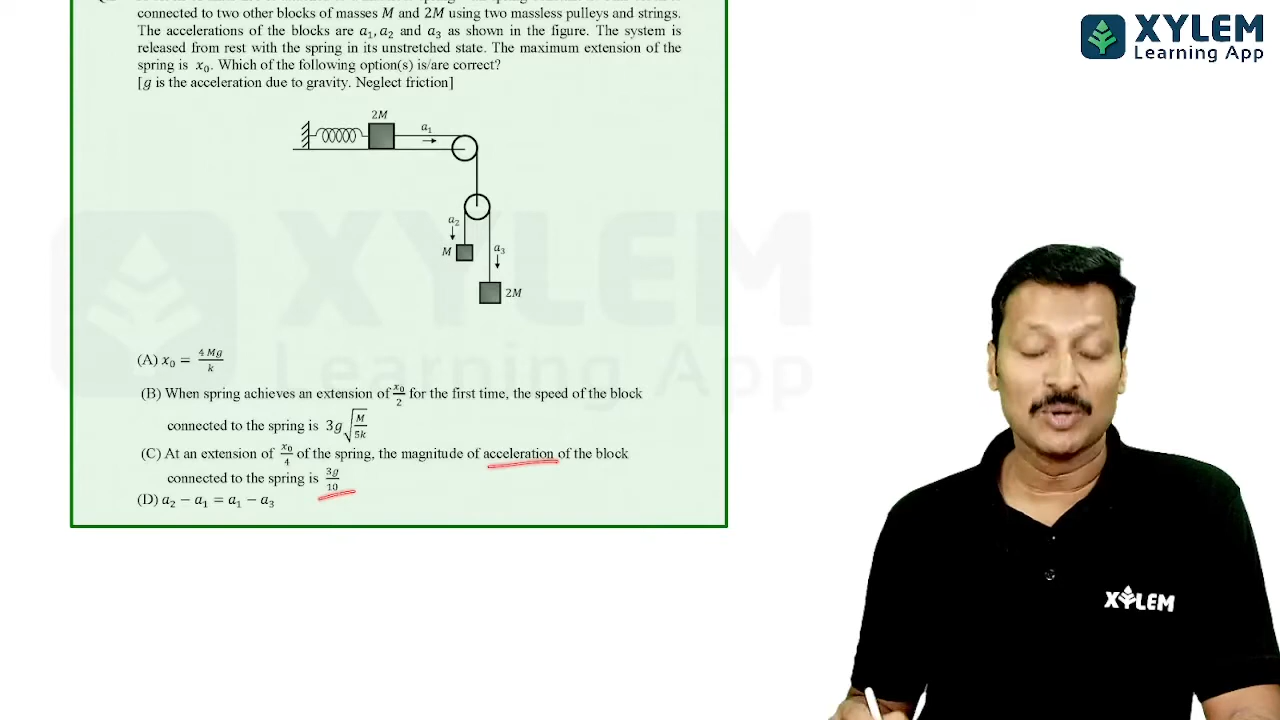 connected to two other blocks of masses M and 2M using two massless pulleys and strings.
The accelerations of the blocks are a₁, a₂ and a₃ as shown in the figure. The system is
released from rest with the spring in its unstretched state. The maximum extension of the
spring is x₀. Which of the following option(s) is/are correct?
[g is the acceleration due to gravity. Neglect friction]
2M
a₁
a₂
M
a₃
2M
(A) x₀ = 4 Mg/k
(B) When spring achieves an extension of x₀/2 for the first time, the speed of the block
connected to the spring is 3g√(M/5k)
(C) At an extension of x₀/4 of the spring, the magnitude of acceleration of the block
connected to the spring is 3g/10
(D) a₂ − a₁ = a₁ − a₃
XYLEM
Learning App
XYLEM
Learning App
XYLEM